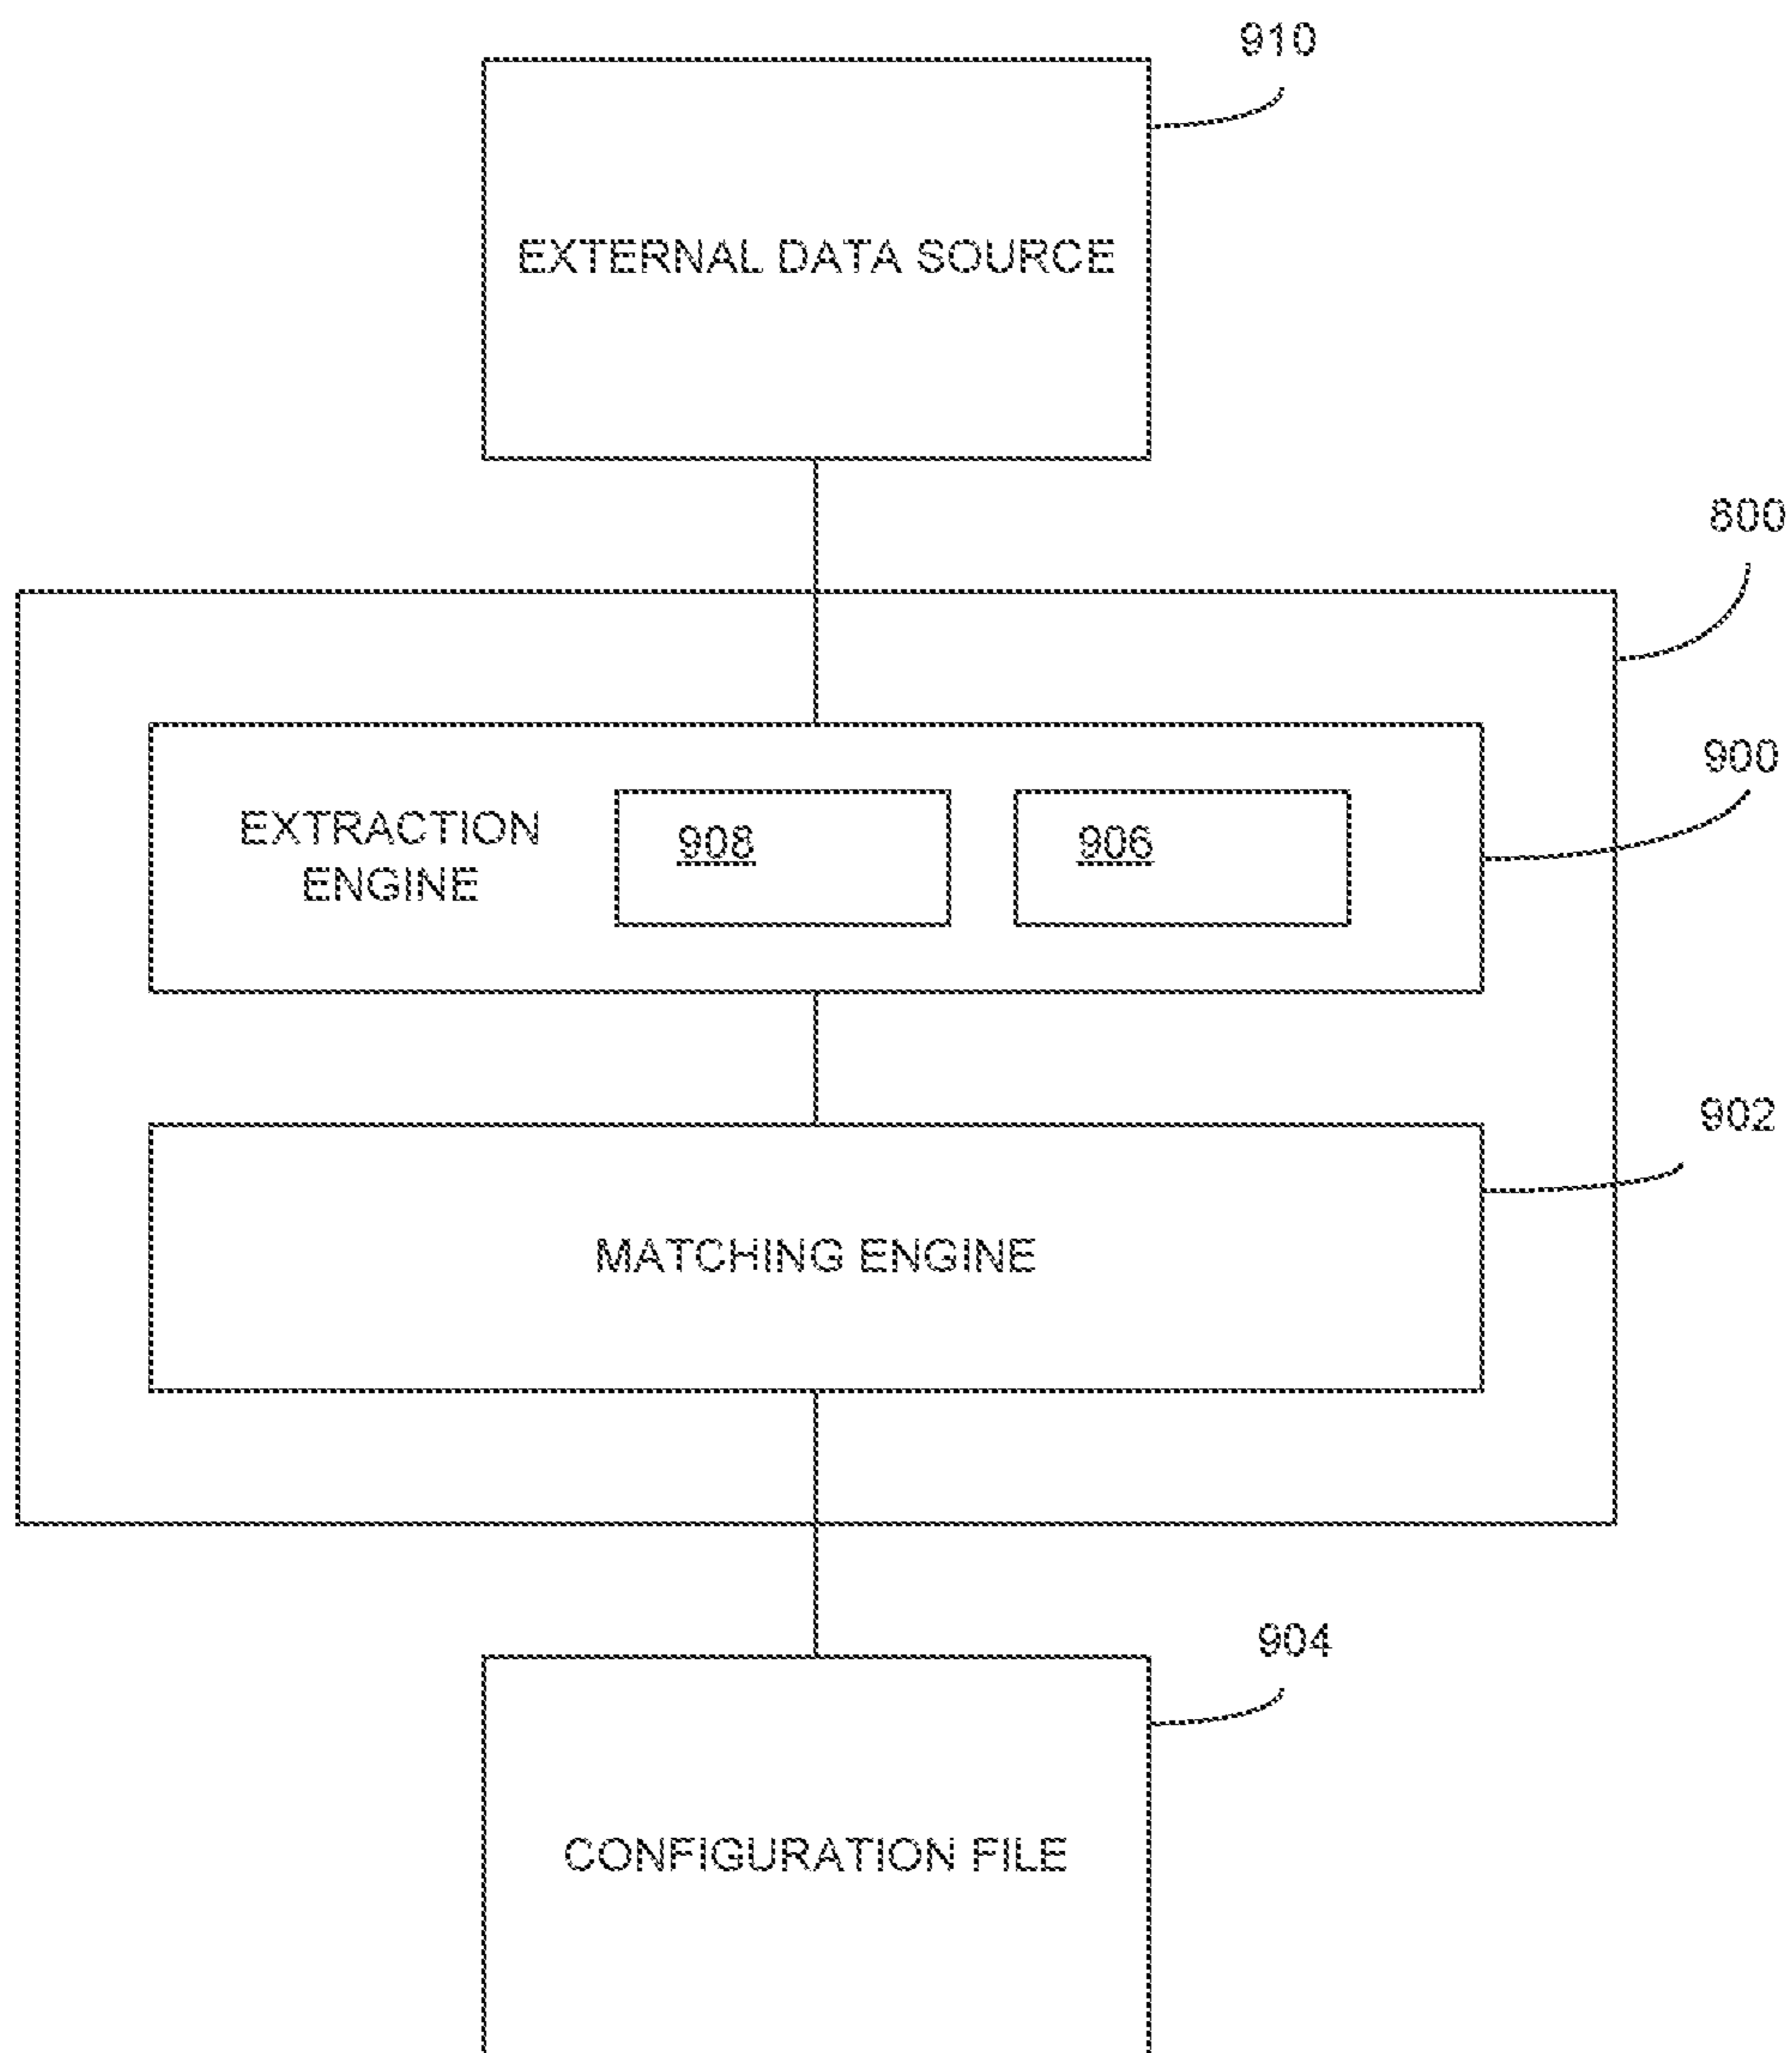 910
EXTERNAL DATA SOURCE
800
900
EXTRACTION
ENGINE
908
906
902
MATCHING ENGINE
904
CONFIGURATION FILE